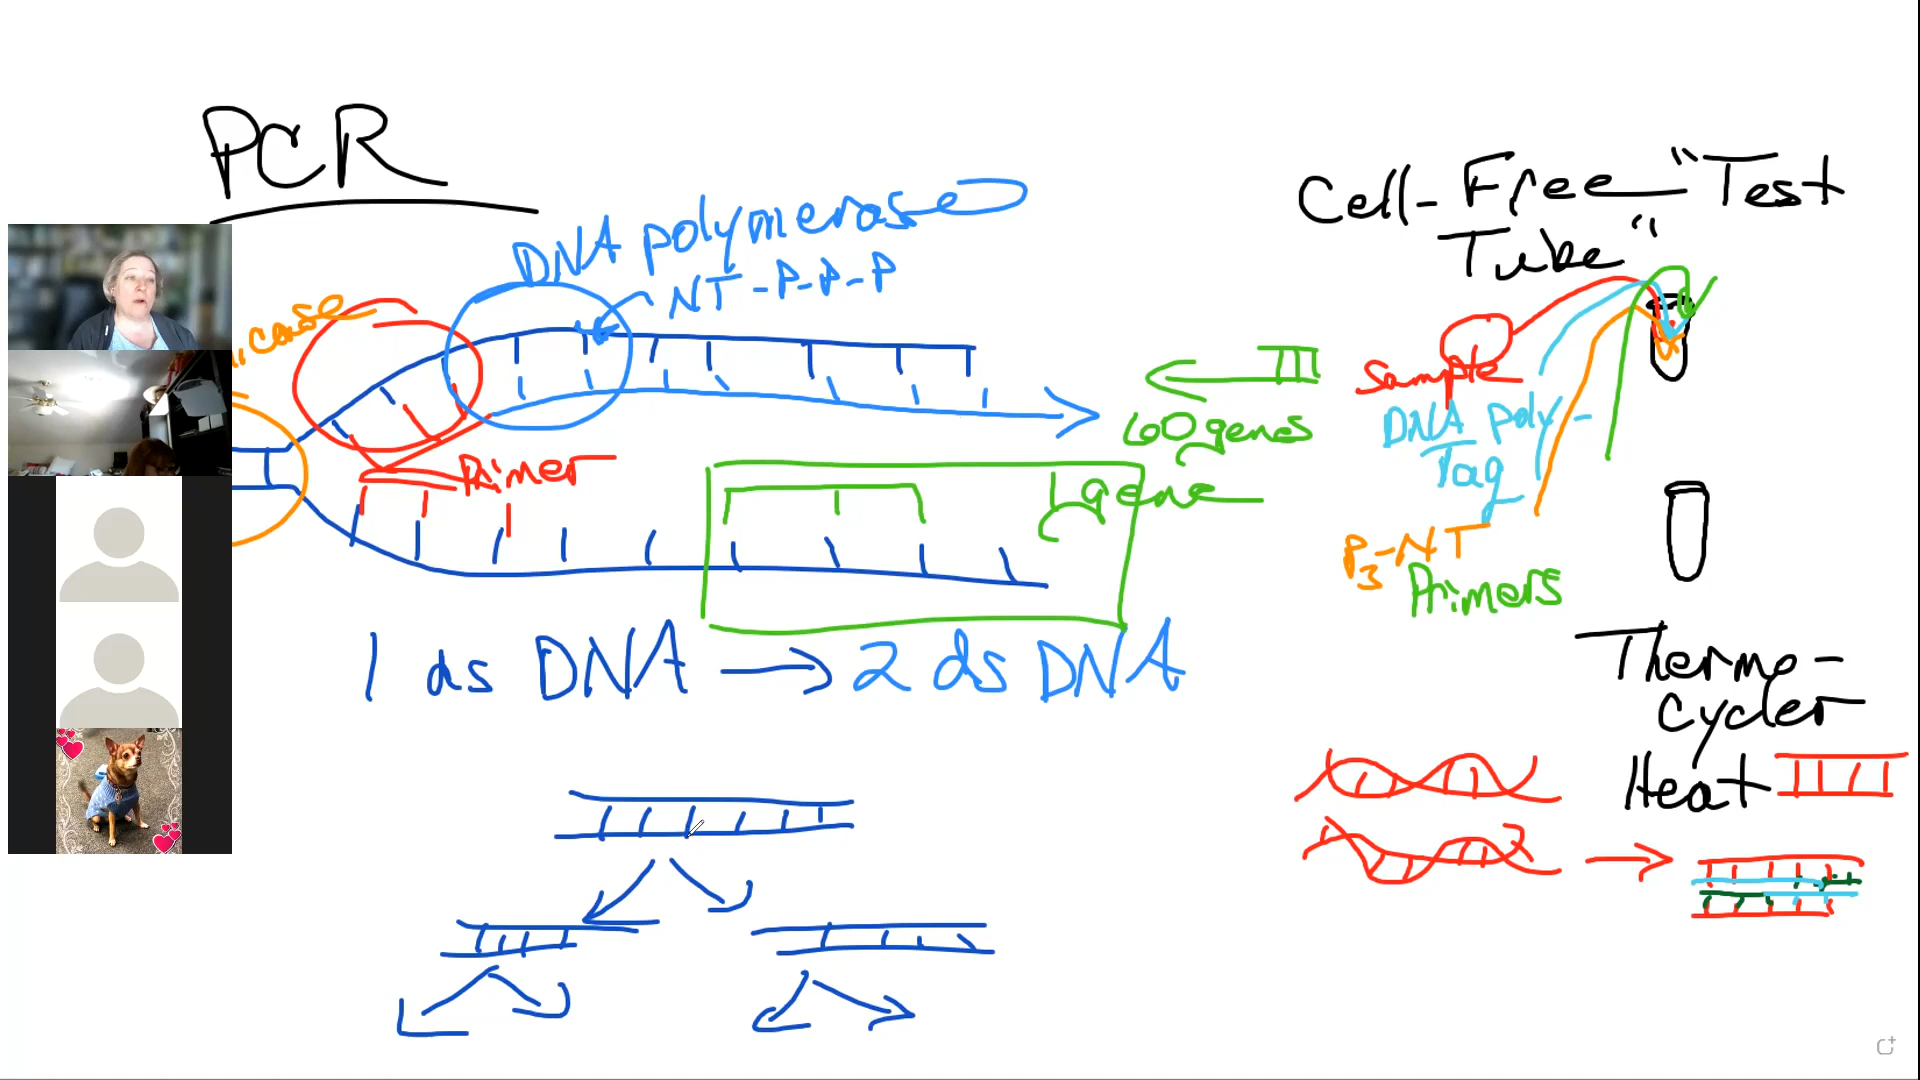 PCR
DNA polymerase
NT-P-P-P
Primer
60 genes
1 gene
1 ds DNA → 2 ds DNA
Cell-Free "Test
Tube"
Sample
DNA poly-
Taq
P3-NT
Primers
Thermo-
cycler
Heat